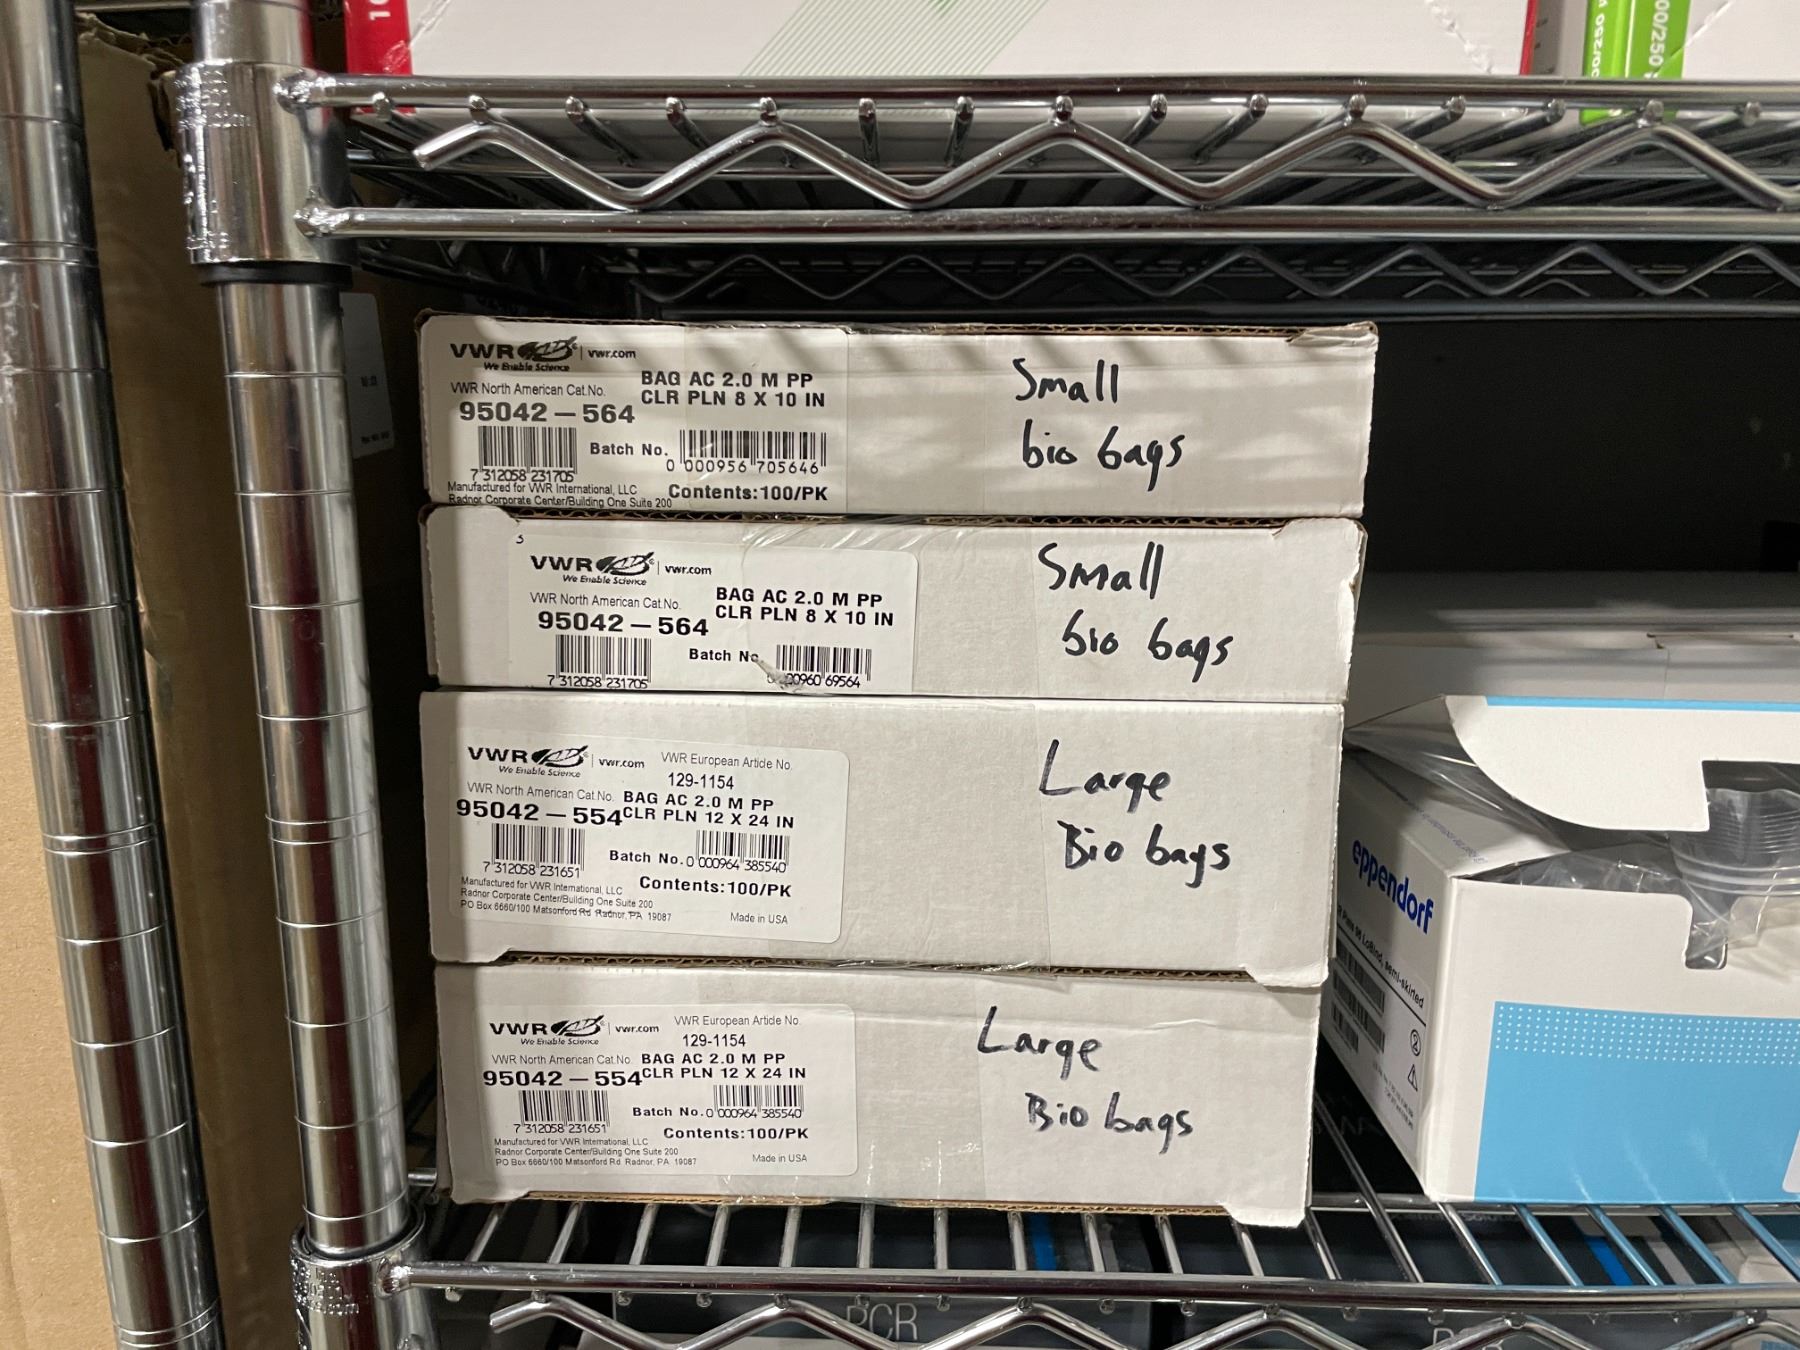 VWR | vwr.com
We Enable Science
VWR North American Cat.No.
95042-564
BAG AC 2.0 M PP
CLR PLN 8 X 10 IN
Batch No.
0 000956 705646
7 312058 231705
Manufactured for VWR International, LLC
Radnor Corporate Center/Building One Suite 200
Contents:100/PK
Small
bio bags
VWR | vwr.com
We Enable Science
VWR North American Cat.No.
95042-564
BAG AC 2.0 M PP
CLR PLN 8 X 10 IN
Batch No.
69564
7 312058 231705
Small
bio bags
VWR | vwr.com
We Enable Science
VWR European Article No.
129-1154
VWR North American Cat.No.
95042-554
BAG AC 2.0 M PP
CLR PLN 12 X 24 IN
Batch No. 0 000964 385540
7 312058 231651
Contents:100/PK
Manufactured for VWR International, LLC
Radnor Corporate Center/Building One Suite 200
PO Box 6660/100 Matsonford Rd Radnor, PA 19087
Made in USA
Large
Bio bags
VWR | vwr.com
We Enable Science
VWR European Article No.
129-1154
VWR North American Cat.No.
95042-554
BAG AC 2.0 M PP
CLR PLN 12 X 24 IN
Batch No. 0 000964 385540
7 312058 231651
Contents:100/PK
Manufactured for VWR International, LLC
Radnor Corporate Center/Building One Suite 200
PO Box 6660/100 Matsonford Rd Radnor, PA 19087
Made in USA
Large
Bio bags
eppendorf
LoBind, semi-skirted
PCR